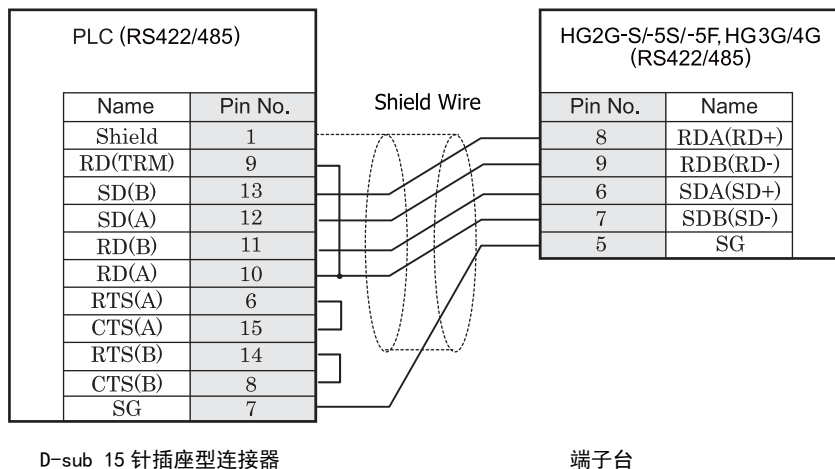 PLC (RS422/485)
Name Pin No.
Shield 1
RD(TRM) 9
SD(B) 13
SD(A) 12
RD(B) 11
RD(A) 10
RTS(A) 6
CTS(A) 15
RTS(B) 14
CTS(B) 8
SG 7
Shield Wire
HG2G-S/-5S/-5F, HG3G/4G
(RS422/485)
Pin No. Name
8 RDA(RD+)
9 RDB(RD-)
6 SDA(SD+)
7 SDB(SD-)
5 SG
D-sub 15 针插座型连接器
端子台